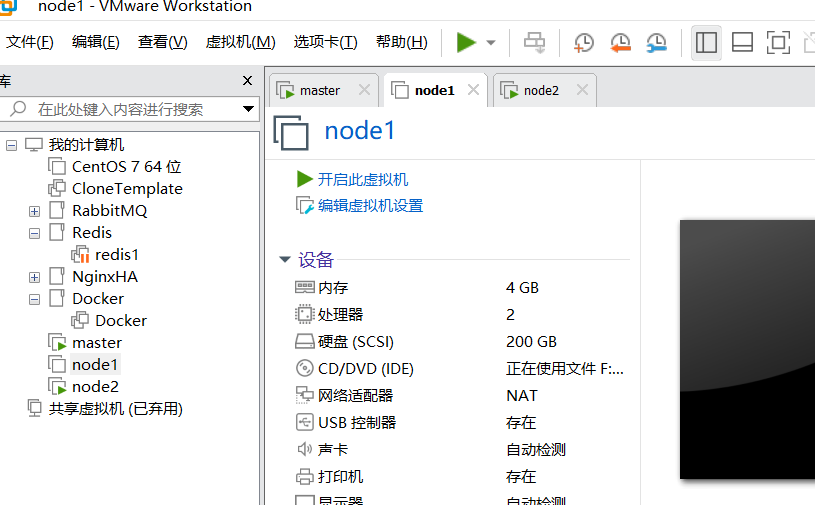 node1 - VMware Workstation
文件(F) 编辑(E) 查看(V) 虚拟机(M) 选项卡(T) 帮助(H)
库
在此处键入内容进行搜索
我的计算机
CentOS 7 64 位
CloneTemplate
RabbitMQ
Redis
redis1
NginxHA
Docker
Docker
master
node1
node2
共享虚拟机 (已弃用)
master node1 node2
node1
开启此虚拟机
编辑虚拟机设置
设备
内存 4 GB
处理器 2
硬盘 (SCSI) 200 GB
CD/DVD (IDE) 正在使用文件 F:...
网络适配器 NAT
USB 控制器 存在
声卡 自动检测
打印机 存在
显示器 自动检测